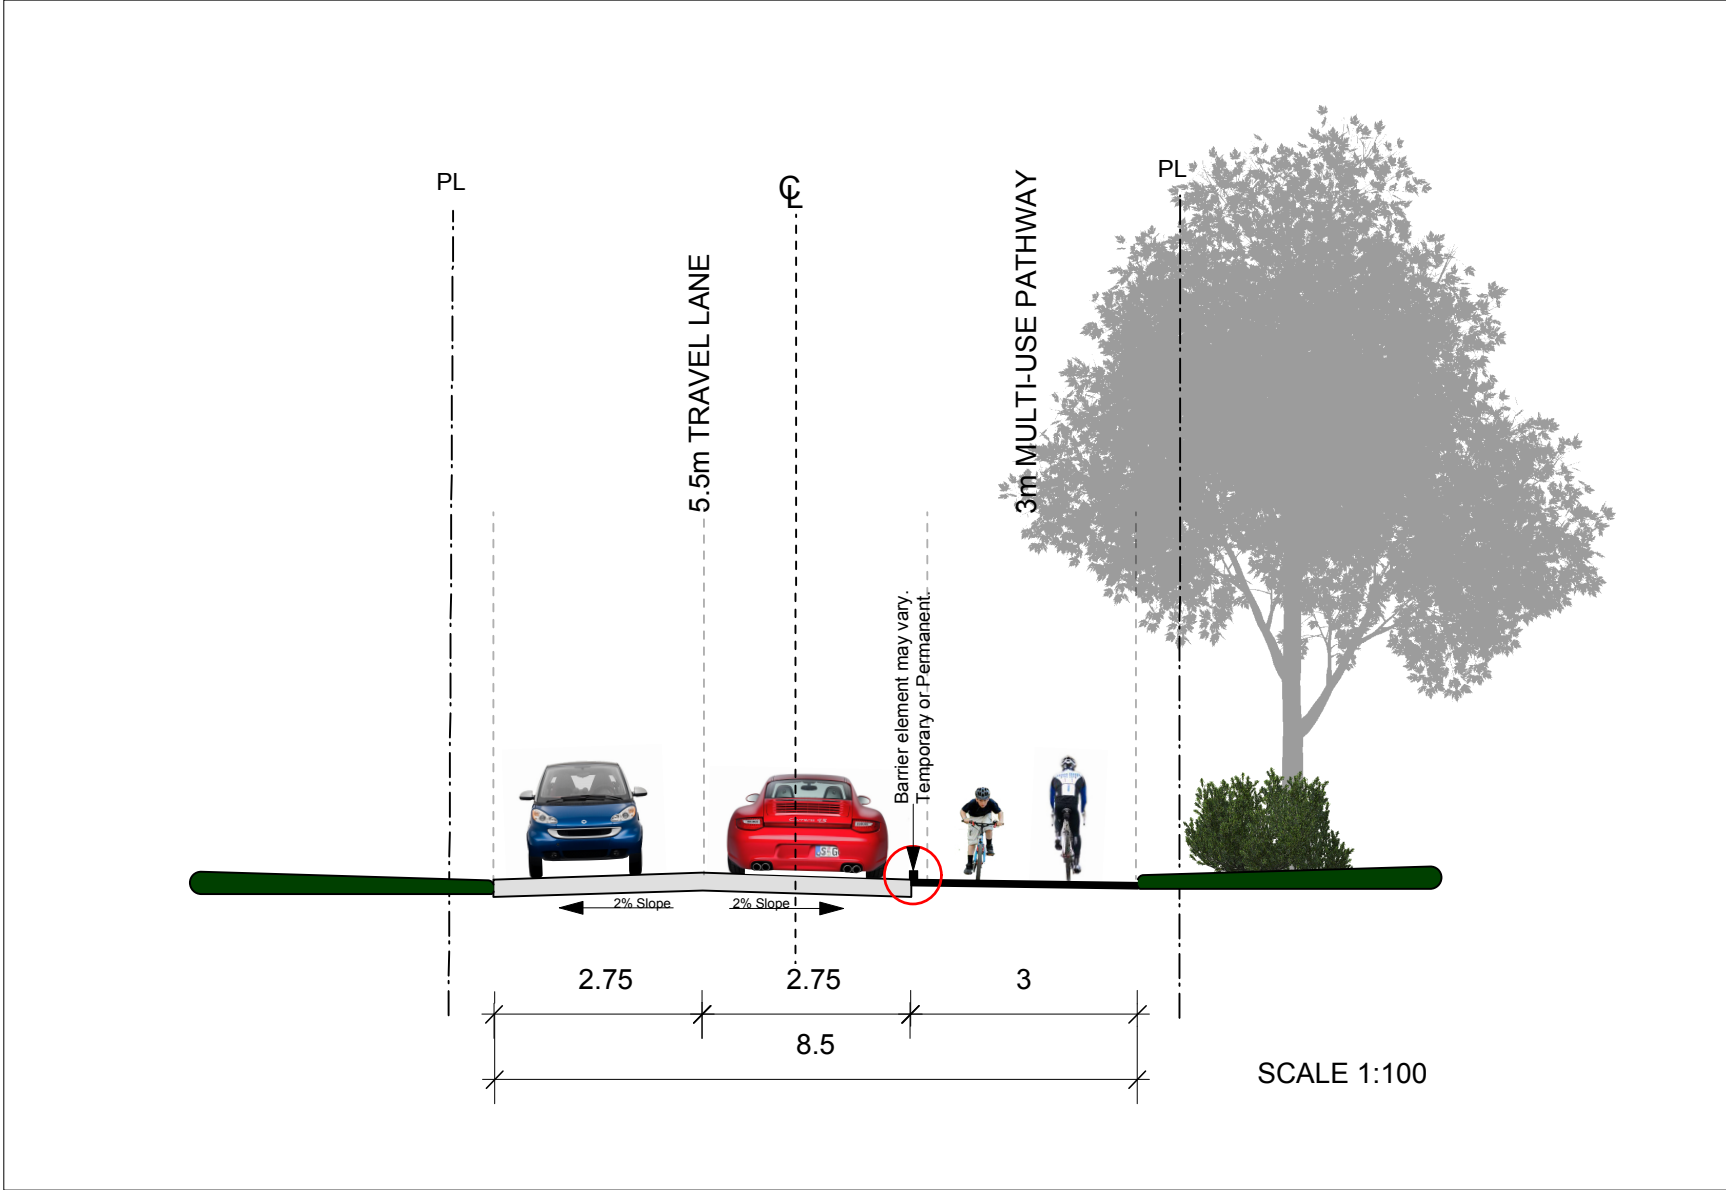 PL
℄
PL
5.5m TRAVEL LANE
3m MULTI-USE PATHWAY
Barrier element may vary.
Temporary or Permanent.
2% Slope
2% Slope
2.75
2.75
3
8.5
SCALE 1:100